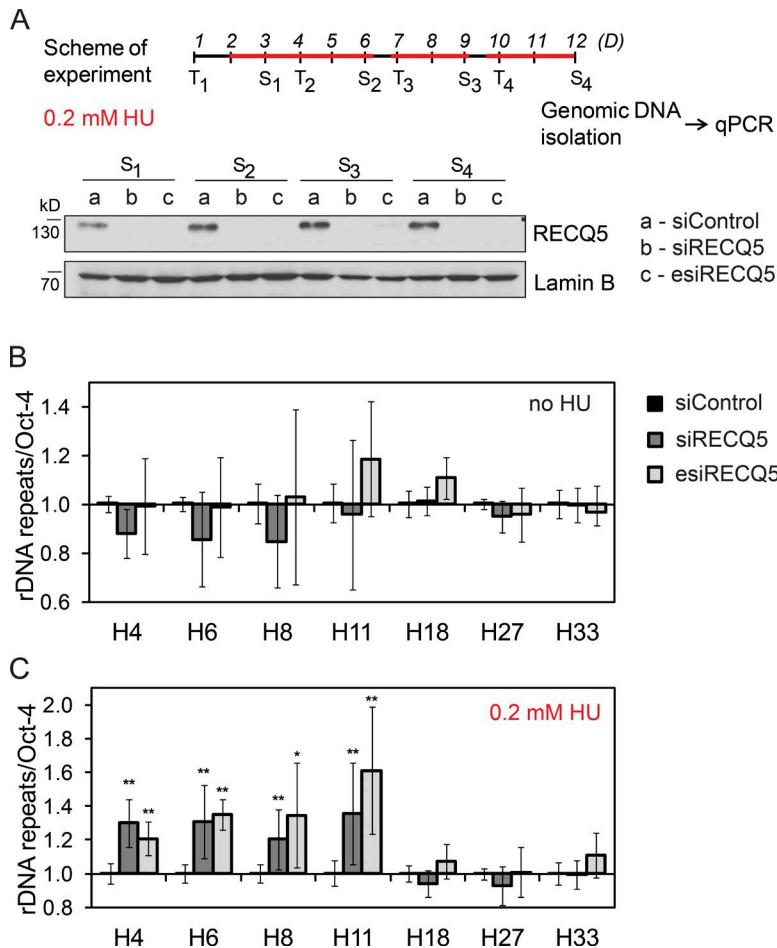 A
Scheme of experiment
1 2 3 4 5 6 7 8 9 10 11 12 (D)
T1 S1 T2 S2 T3 S3 T4 S4
0.2 mM HU
Genomic DNA isolation → qPCR
S1 S2 S3 S4
kD a b c a b c a b c a b c
130 RECQ5
70 Lamin B
a - siControl
b - siRECQ5
c - esiRECQ5
B
no HU
rDNA repeats/Oct-4
1.4
1.2
1.0
0.8
0.6
H4 H6 H8 H11 H18 H27 H33
siControl
siRECQ5
esiRECQ5
C
0.2 mM HU
rDNA repeats/Oct-4
2.0
1.8
1.6
1.4
1.2
1.0
0.8
** ** ** ** ** * ** **
H4 H6 H8 H11 H18 H27 H33